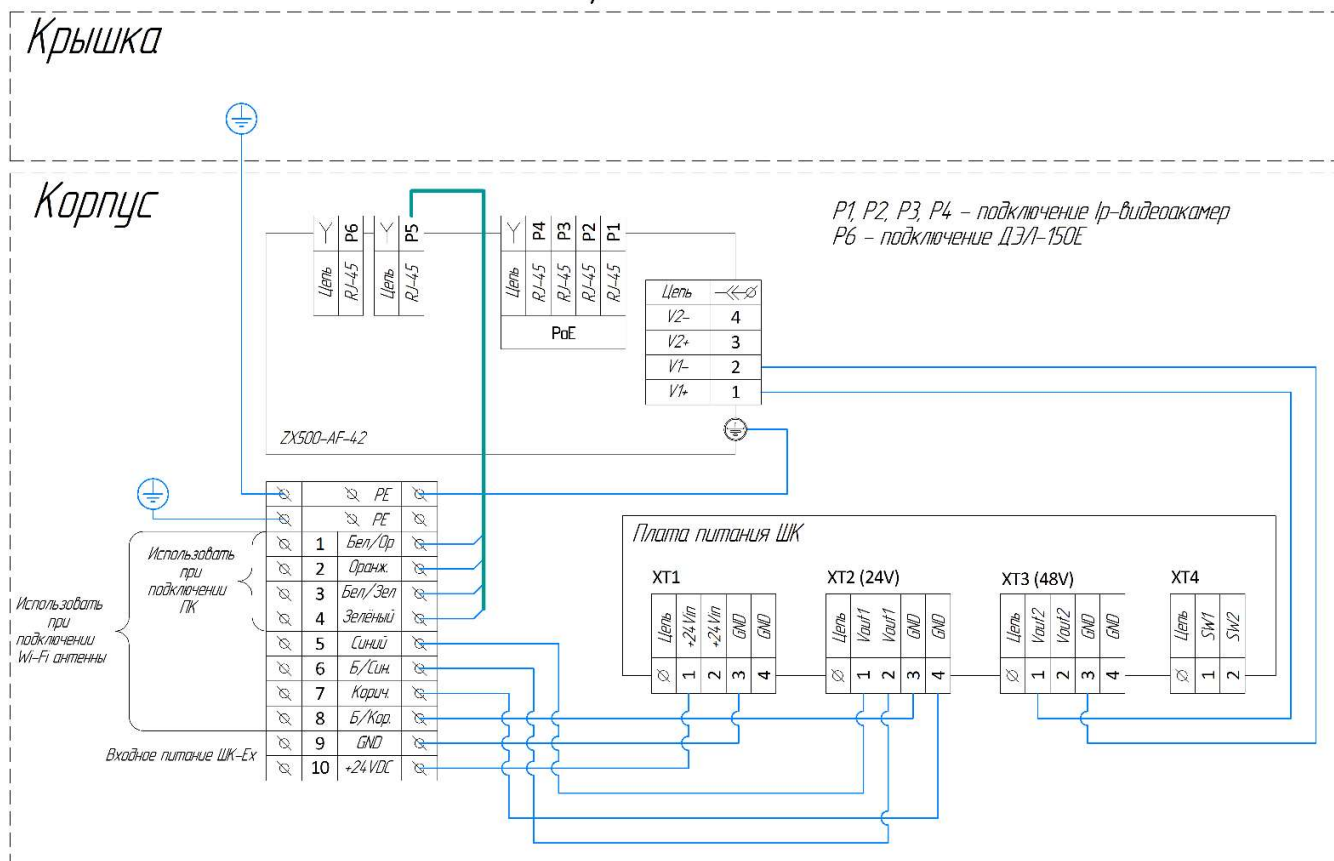 Крышка
Корпус
P1, P2, P3, P4 – подключение Ip-видеоакамер
P6 – подключение ДЭЛ-150Е
Цепь
RJ-45 P6
Цепь
RJ-45 P5
Цепь
RJ-45 P4
RJ-45 P3
RJ-45 P2
RJ-45 P1
PoE
Цепь
V2- 4
V2+ 3
V1- 2
V1+ 1
ZX500-AF-42
PE
PE
1 Бел/Ор
2 Оранж.
3 Бел/Зел
4 Зелёный
5 Синий
6 Б/Син.
7 Корич.
8 Б/Кор.
9 GND
10 +24VDC
Использовать
при
подключении
ПК
Использовать
при
подключении
Wi-Fi антенны
Входное питание ШК-Ех
Плата питания ШК
XT1
Цепь
1 +24Vin
2 +24Vin
3 GND
4 GND
XT2 (24V)
Цепь
1 Vout1
2 Vout1
3 GND
4 GND
XT3 (48V)
Цепь
1 Vout2
2 Vout2
3 GND
4 GND
XT4
Цепь
1 SW1
2 SW2